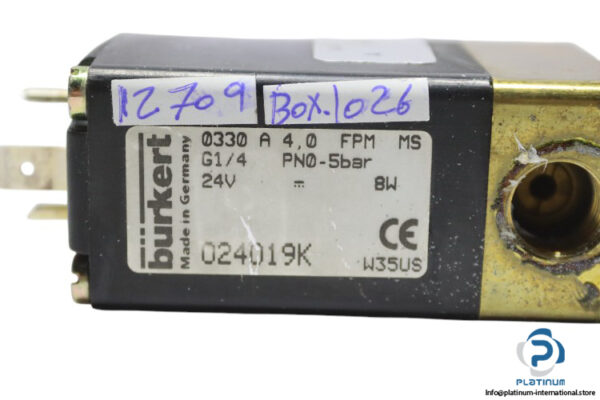 12709
Box.1026
bürkert
Made in Germany
0330 A 4,0 FPM MS
G1/4 PN0-5bar
24V ⎓ 8W
024019K
CE
W35US
PLATINUM
info@platinum-international.store